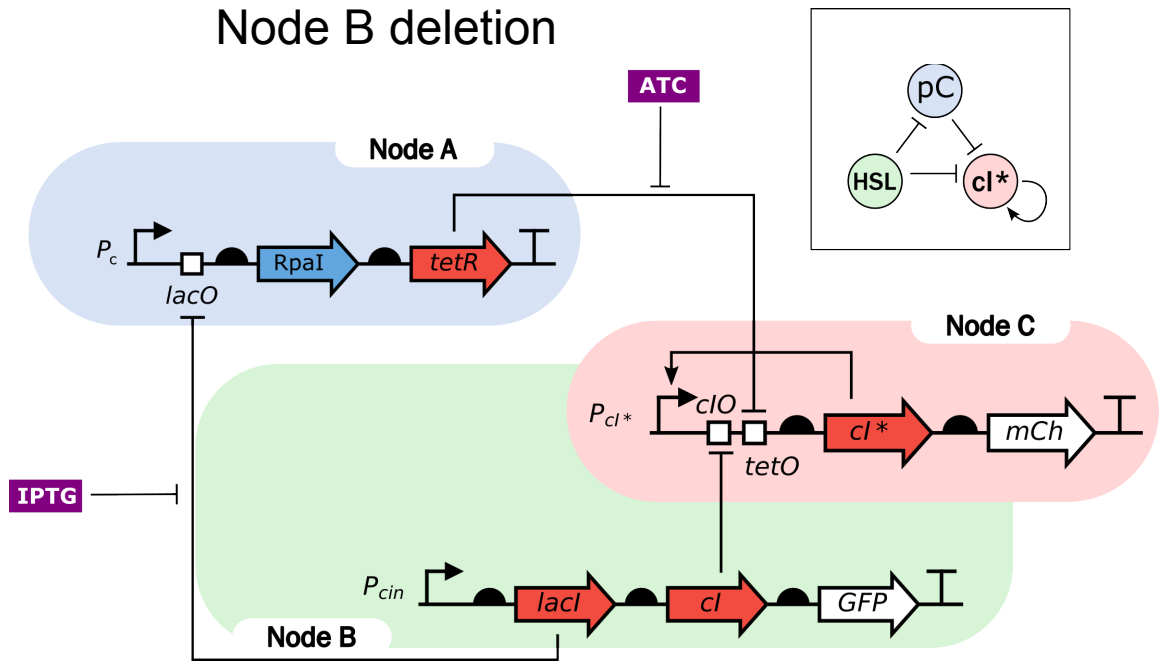 Node B deletion
ATC
pC
HSL
cI*
Node A
Pc
RpaI
tetR
lacO
Node C
PcI*
cIO
cI*
mCh
tetO
IPTG
Pcin
lacI
cI
GFP
Node B